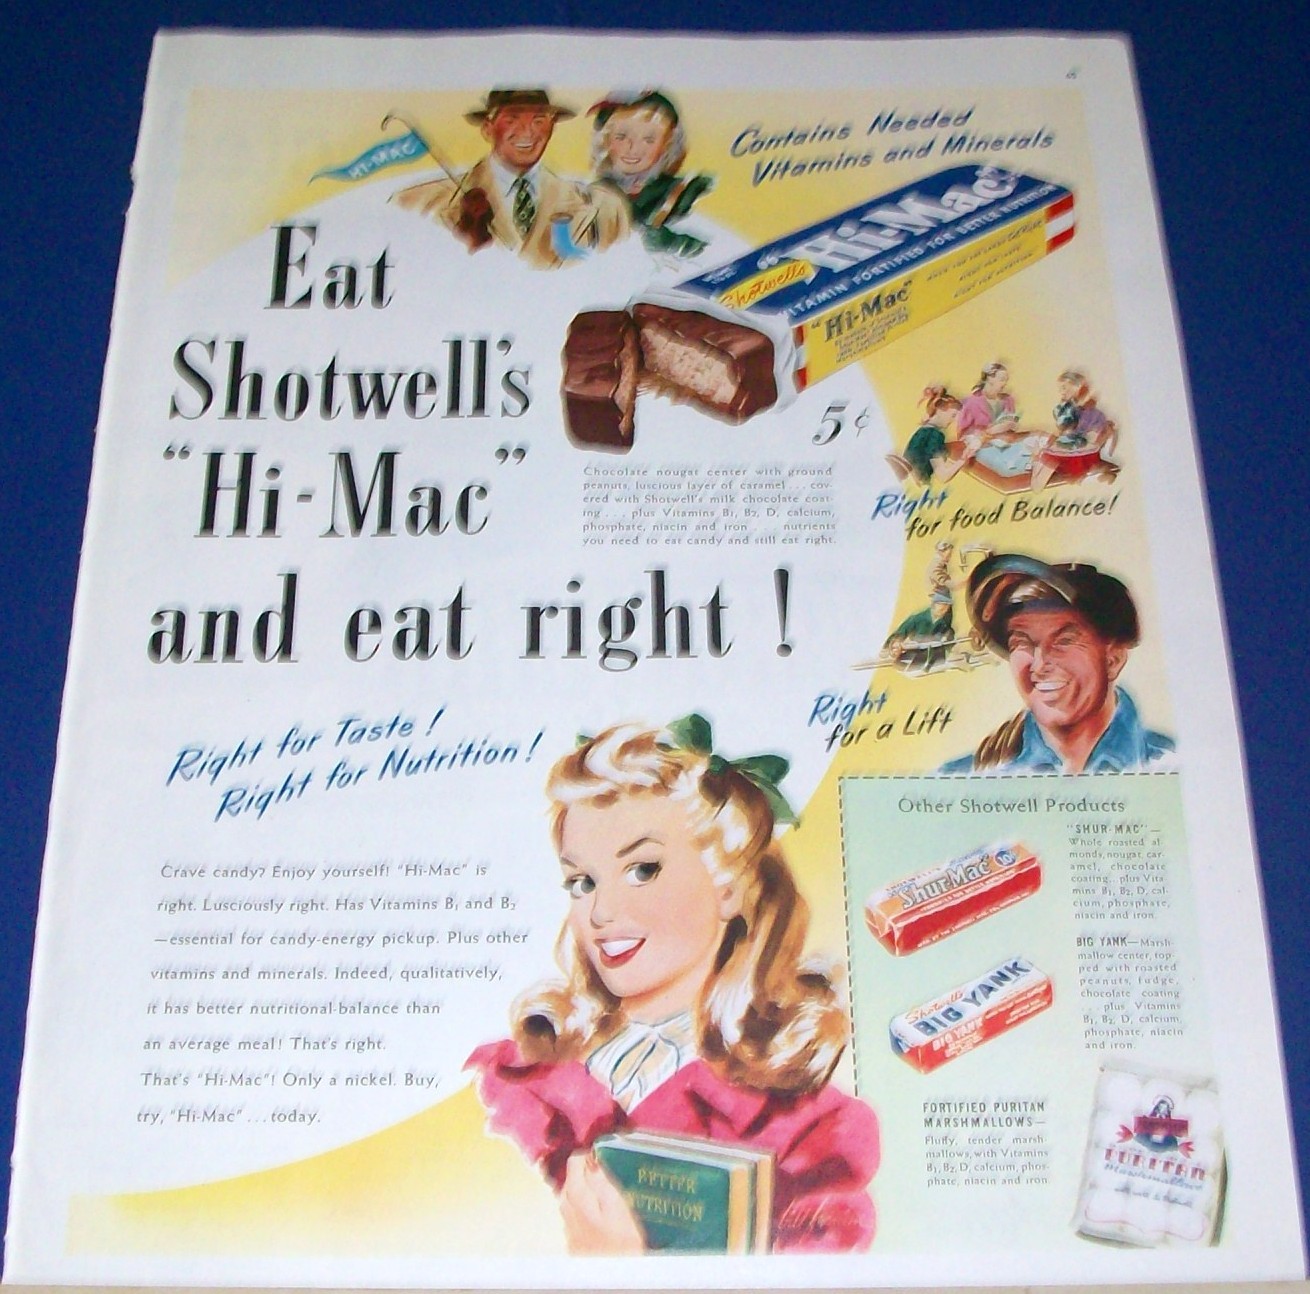 HI-MAC
Contains Needed
Vitamins and Minerals
Shotwell's
Hi-Mac
VITAMIN FORTIFIED FOR BETTER NUTRITION
"Hi-Mac"
Eat
Shotwell's
"Hi-Mac"
and eat right!
5¢
Chocolate nougat center with ground
peanuts, luscious layer of caramel . . . cov-
ered with Shotwell's milk chocolate coat-
ing . . . plus Vitamins B₁, B₂, D, calcium,
phosphate, niacin and iron . . . nutrients
you need to eat candy and still eat right.
Right
for food Balance!
Right
for a Lift
Right for Taste!
Right for Nutrition!
Crave candy? Enjoy yourself! "Hi-Mac" is
right. Lusciously right. Has Vitamins B₁ and B₂
—essential for candy-energy pickup. Plus other
vitamins and minerals. Indeed, qualitatively,
it has better nutritional-balance than
an average meal! That's right.
That's "Hi-Mac"! Only a nickel. Buy,
try, "Hi-Mac" . . . today.
BETTER
NUTRITION
Other Shotwell Products
Shur-Mac
10¢
"SHUR-MAC"—
Whole roasted al-
monds, nougat car-
amel, chocolate
coating, plus Vita-
mins B₁, B₂, D, cal-
cium, phosphate,
niacin and iron.
Shotwell's
BIG YANK
BIG YANK
BIG YANK—Marsh-
mallow center, top-
ped with roasted
peanuts, fudge,
chocolate coating
. . . plus Vitamins
B₁, B₂, D, calcium,
phosphate, niacin
and iron.
FORTIFIED PURITAN
MARSHMALLOWS—
Fluffy, tender marsh-
mallows, with Vitamins
B₁, B₂, D, calcium, phos-
phate, niacin and iron.
PURITAN
Marshmallows